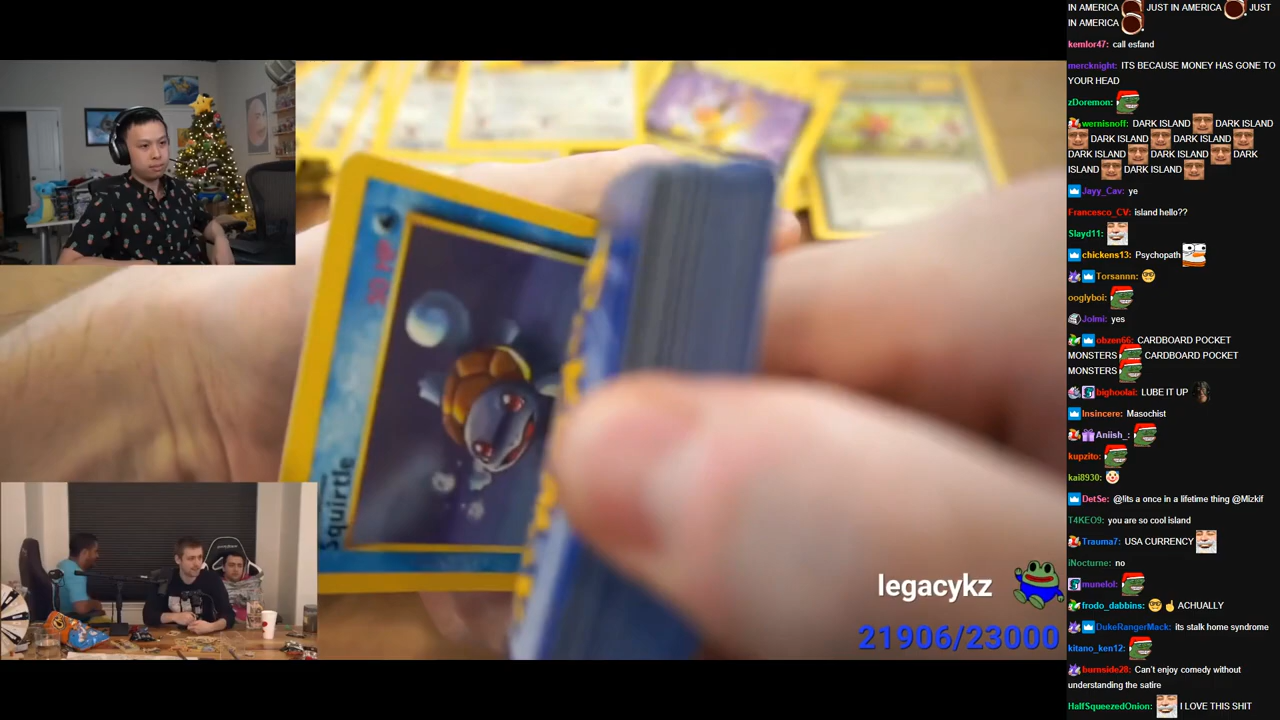 IN AMERICA JUST IN AMERICA JUST
IN AMERICA
kemlor47: call esfand
mercknight: ITS BECAUSE MONEY HAS GONE TO
YOUR HEAD
zDoremon:
wernisnoff: DARK ISLAND DARK ISLAND
DARK ISLAND DARK ISLAND
DARK ISLAND DARK ISLAND DARK
ISLAND DARK ISLAND
Jayy_Cav: ye
Francesco_CV: island hello??
Slayd11:
chickens13: Psychopath
Torsannn:
ooglyboi:
Jolmi: yes
obzen66: CARDBOARD POCKET
MONSTERS CARDBOARD POCKET
MONSTERS
bighoolai: LUBE IT UP
Insincere: Masochist
Aniish_:
kupzito:
kai8930:
DetSe: @!its a once in a lifetime thing @Mizkif
T4KEO9: you are so cool island
Trauma7: USA CURRENCY
iNocturne: no
munelol:
frodo_dabbins: ACHUALLY
DukeRangerMack: its stalk home syndrome
kitano_ken12:
burnside28: Can't enjoy comedy without
understanding the satire
HalfSqueezedOnion: I LOVE THIS SHIT
Squirtle
legacykz
21906/23000